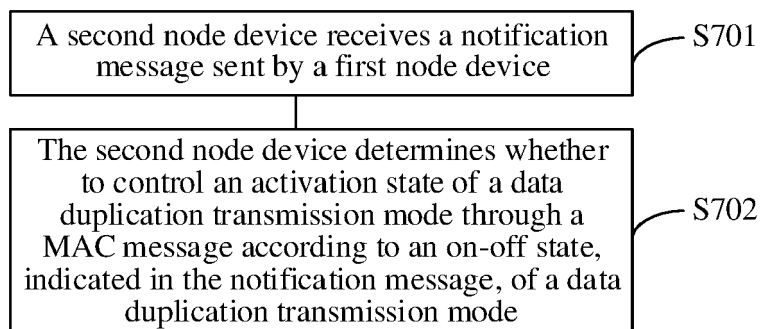 A second node device receives a notification
message sent by a first node device
S701
The second node device determines whether
to control an activation state of a data
duplication transmission mode through a
MAC message according to an on-off state,
indicated in the notification message, of a data
duplication transmission mode
S702